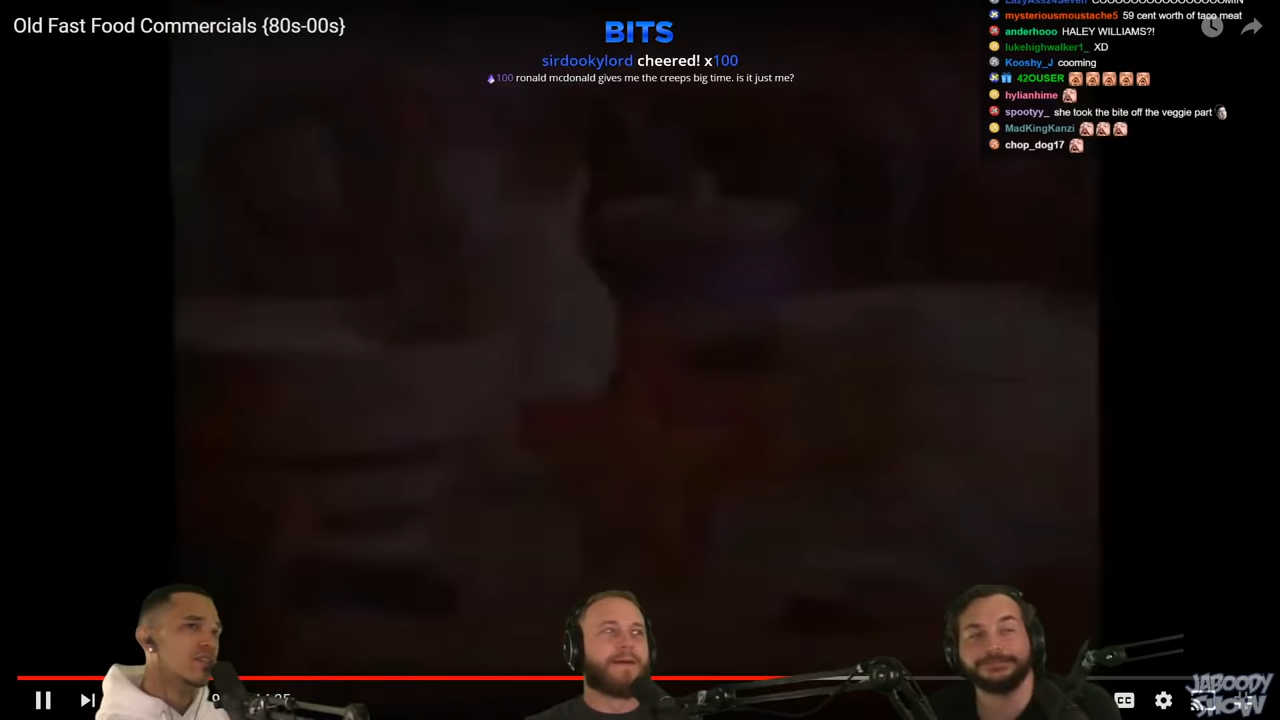 Old Fast Food Commercials {80s-00s}
BITS
sirdookylord cheered! x100
100 ronald mcdonald gives me the creeps big time. is it just me?
mysteriousmoustache5 59 cent worth of taco meat
anderhooo HALEY WILLIAMS?!
lukehighwalker1_ XD
Kooshy_J cooming
42OUSER
hylianhime
spootyy_ she took the bite off the veggie part
MadKingKanzi
chop_dog17
CC
JABOODY
SHOW